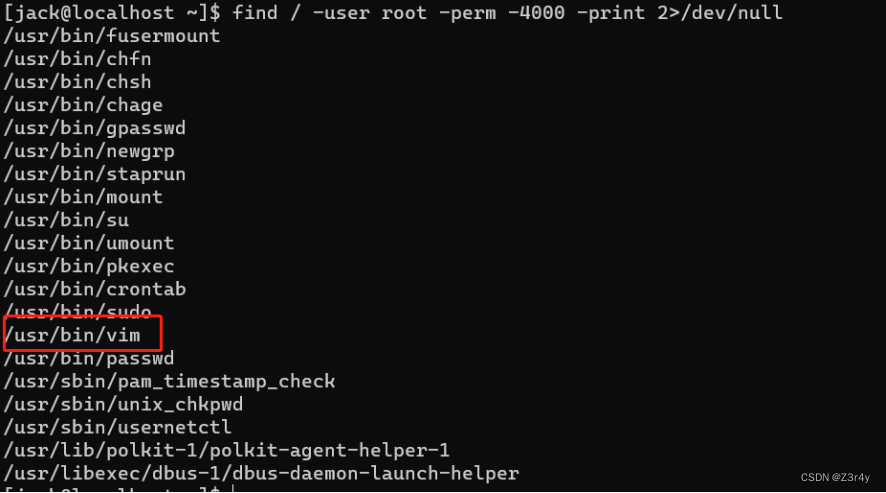 [jack@localhost ~]$ find / -user root -perm -4000 -print 2>/dev/null
/usr/bin/fusermount
/usr/bin/chfn
/usr/bin/chsh
/usr/bin/chage
/usr/bin/gpasswd
/usr/bin/newgrp
/usr/bin/staprun
/usr/bin/mount
/usr/bin/su
/usr/bin/umount
/usr/bin/pkexec
/usr/bin/crontab
/usr/bin/sudo
/usr/bin/vim
/usr/bin/passwd
/usr/sbin/pam_timestamp_check
/usr/sbin/unix_chkpwd
/usr/sbin/usernetctl
/usr/lib/polkit-1/polkit-agent-helper-1
/usr/libexec/dbus-1/dbus-daemon-launch-helper
[jack@localhost ~]$
CSDN @Z3r4y